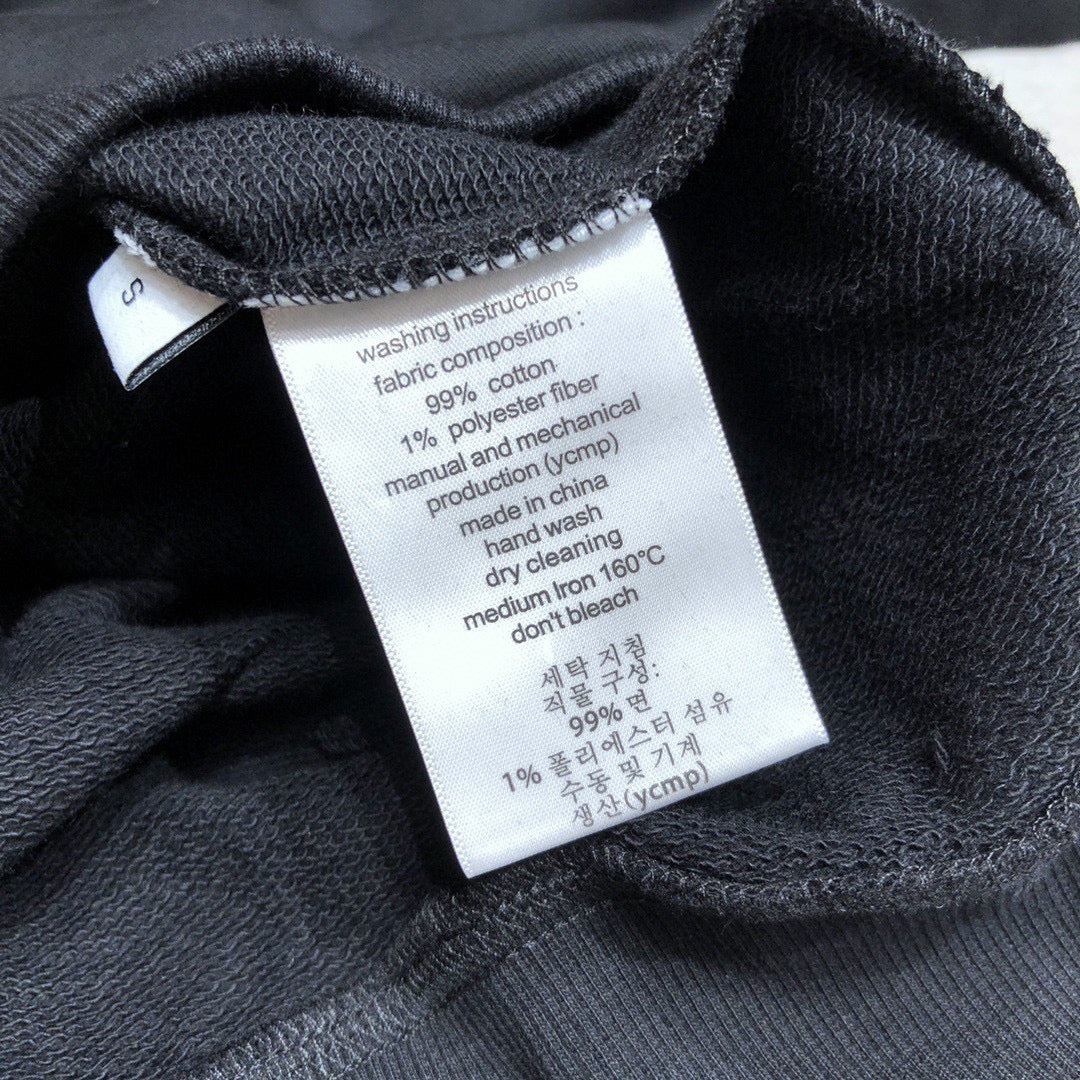 S
washing instructions
fabric composition :
99% cotton
1% polyester fiber
manual and mechanical
production (ycmp)
made in china
hand wash
dry cleaning
medium Iron 160°C
don't bleach
세탁 지침
직물 구성:
99% 면
1% 폴리에스터 섬유
수동 및 기계
생산(ycmp)